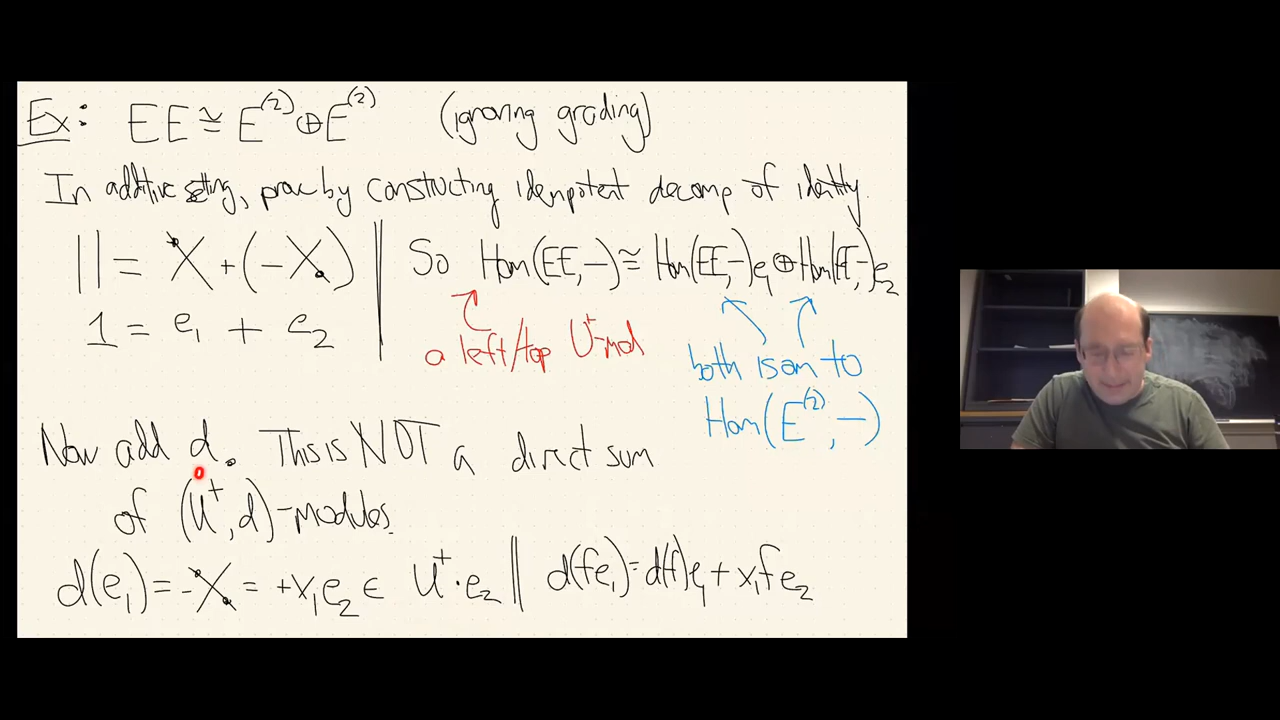 Ex: EE ≅ E^(2) ⊕ E^(2) (ignoring grading)
In additive setting, prove by constructing idempotent decomp of identity.
|| = X + (-X) || So Hom(EE,-) ≅ Hom(EE,-)e₁ ⊕ Hom(EE,-)e₂
1 = e₁ + e₂
a left/top U⁺-mod
both isom to
Hom(E^(2),-)
Now add d. This is NOT a direct sum
of (U⁺,d)-modules.
d(e₁) = -X = +x₁e₂ ∈ U⁺·e₂ || d(fe₁) = d(f)e₁ + x₁fe₂